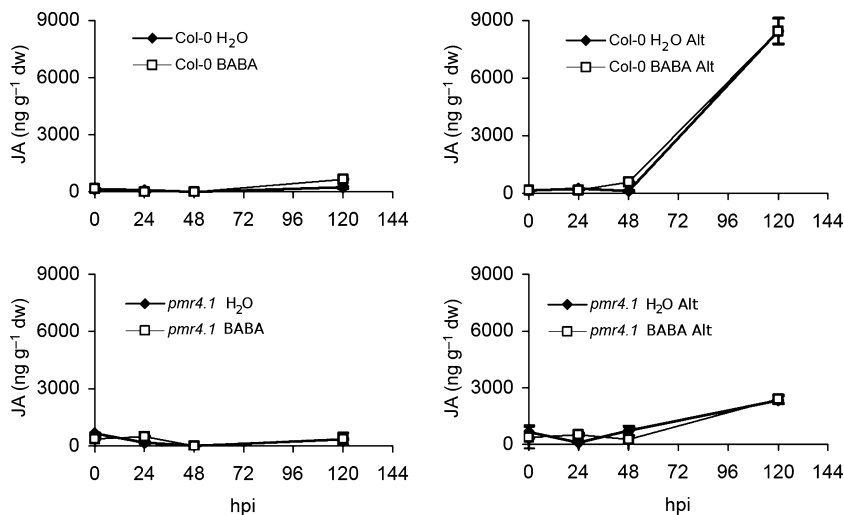 9000
6000
3000
0
JA (ng g⁻¹ dw)
Col-0 H₂O
Col-0 BABA
0 24 48 72 96 120 144
9000
6000
3000
0
JA (ng g⁻¹ dw)
Col-0 H₂O Alt
Col-0 BABA Alt
0 24 48 72 96 120 144
9000
6000
3000
0
JA (ng g⁻¹ dw)
pmr4.1 H₂O
pmr4.1 BABA
0 24 48 72 96 120 144
hpi
9000
6000
3000
0
JA (ng g⁻¹ dw)
pmr4.1 H₂O Alt
pmr4.1 BABA Alt
0 24 48 72 96 120 144
hpi